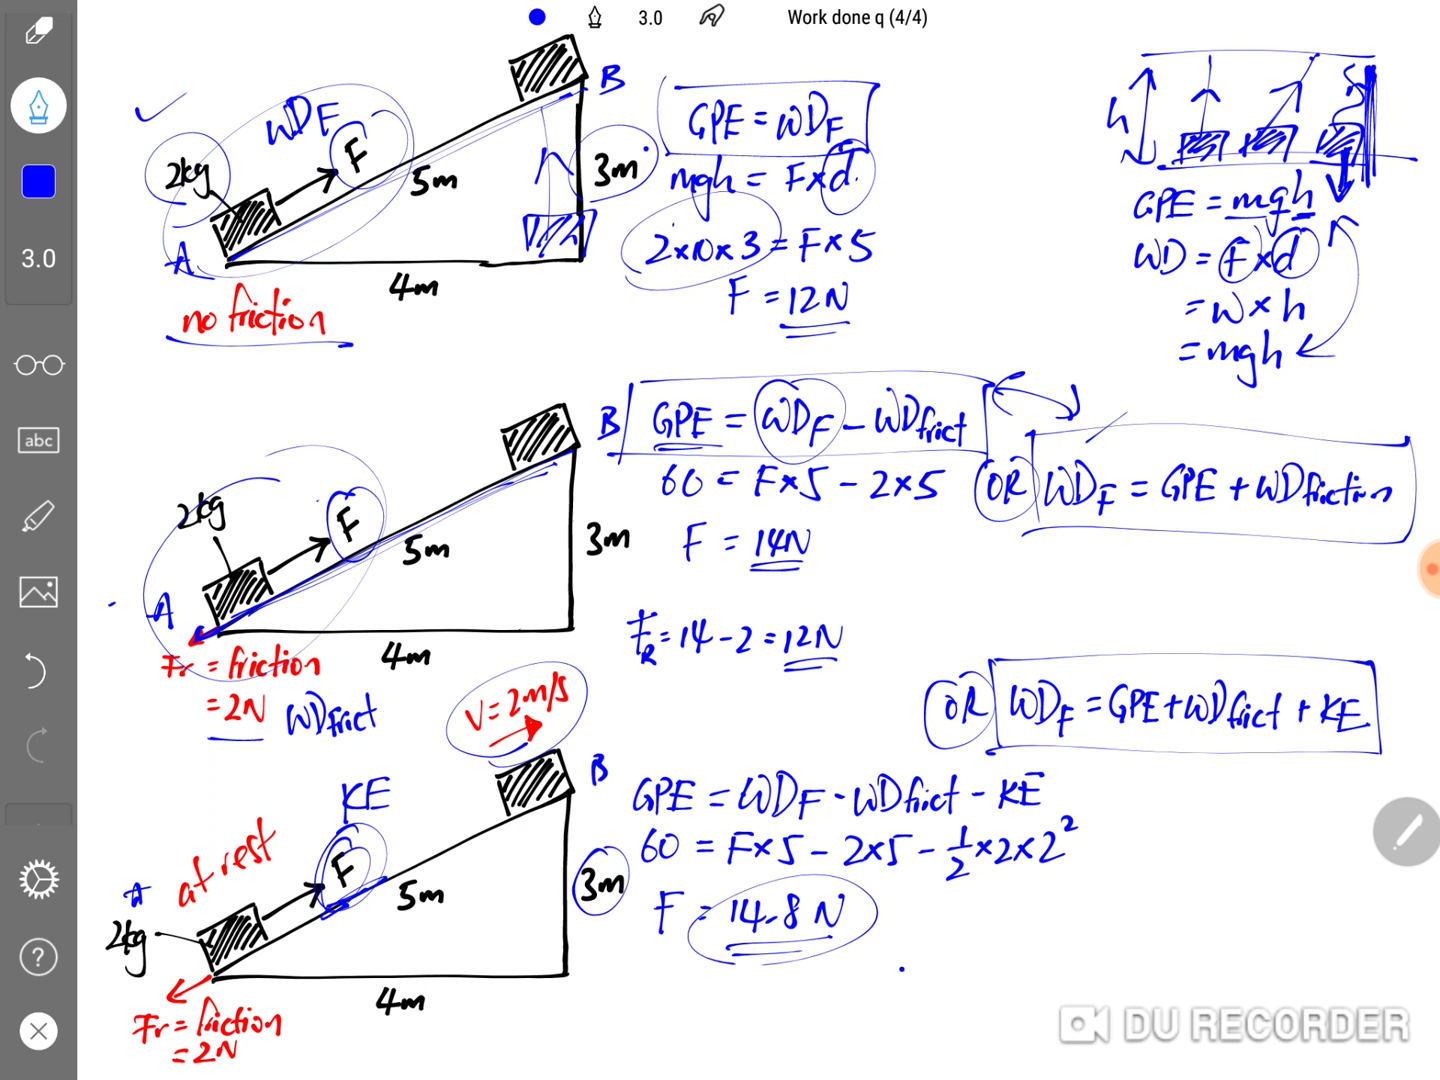 3.0
Work done q (4/4)
3.0
abc
?
WDF
F
2kg
5m
3m
B
A
4m
no friction
GPE = WDF
mgh = F×d
2×10×3 = F×5
F = 12N
h
GPE = mgh
WD = F×d
= W×h
= mgh
2kg
F
5m
3m
B
A
4m
Fr = friction
= 2N WDfrict
GPE = WDF - WDfrict
60 = F×5 - 2×5
F = 14N
FR = 14 - 2 = 12N
OR WDF = GPE + WDfriction
V = 2m/s
KE
at rest
F
5m
3m
B
A
2kg
4m
Fr = friction
= 2N
OR WDF = GPE + WDfrict + KE
GPE = WDF - WDfrict - KE
60 = F×5 - 2×5 - ½×2×2²
F = 14.8 N
DU RECORDER